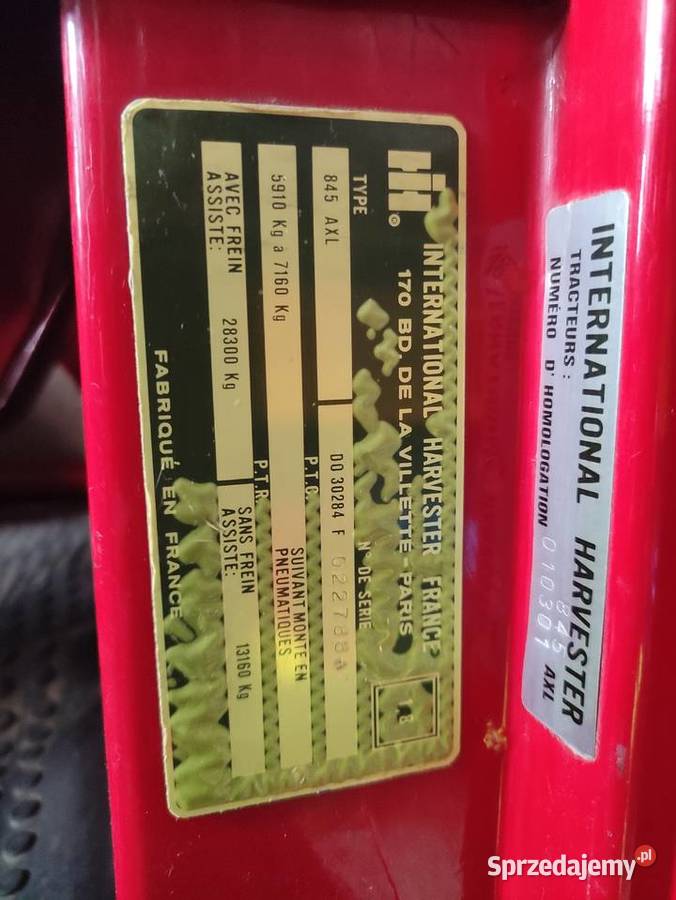 INTERNATIONAL HARVESTER FRANCE
170 BD. DE LA VILLETTE - PARIS
TYPE
N° DE SERIE
845 AXL
DO 30284 F
P.T.C.
5910 Kg a 7160 Kg
SUIVANT MONTE EN
PNEUMATIQUES
P.T.R.
AVEC FREIN
ASSISTE:
28300 Kg
SANS FREIN
ASSISTE:
13160 Kg
FABRIQUÉ EN FRANCE
INTERNATIONAL HARVESTER
TRACTEURS : 845 AXL
NUMÉRO D'HOMOLOGATION 010301
Sprzedajemy.pl